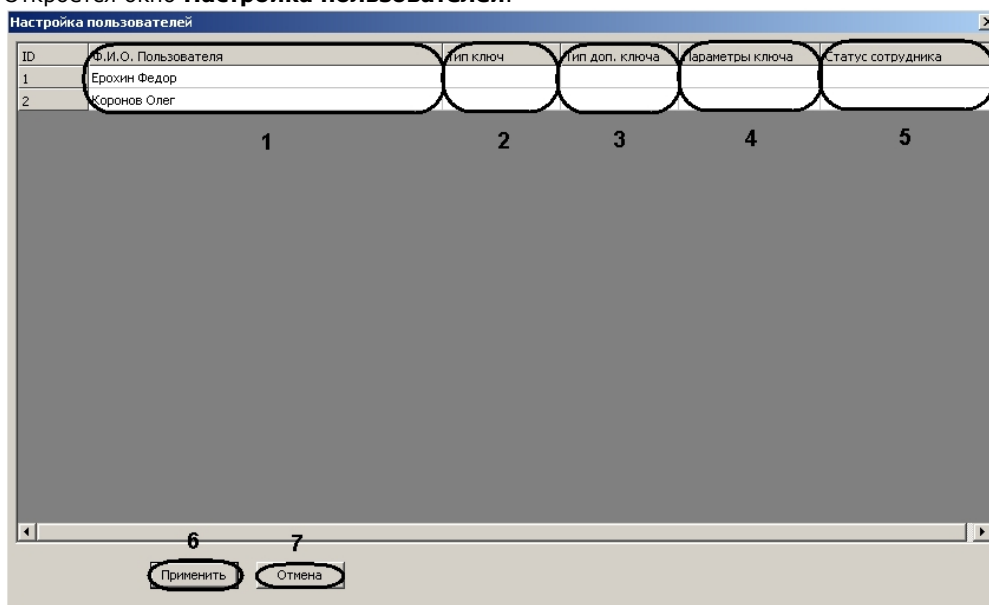 Откроется окно Настройка пользователей.
Настройка пользователей
ID Ф.И.О. Пользователя Тип ключ Тип доп. ключа Параметры ключа Статус сотрудника
1 Ерохин Федор
2 Коронов Олег
1 2 3 4 5
6 7
Применить Отмена